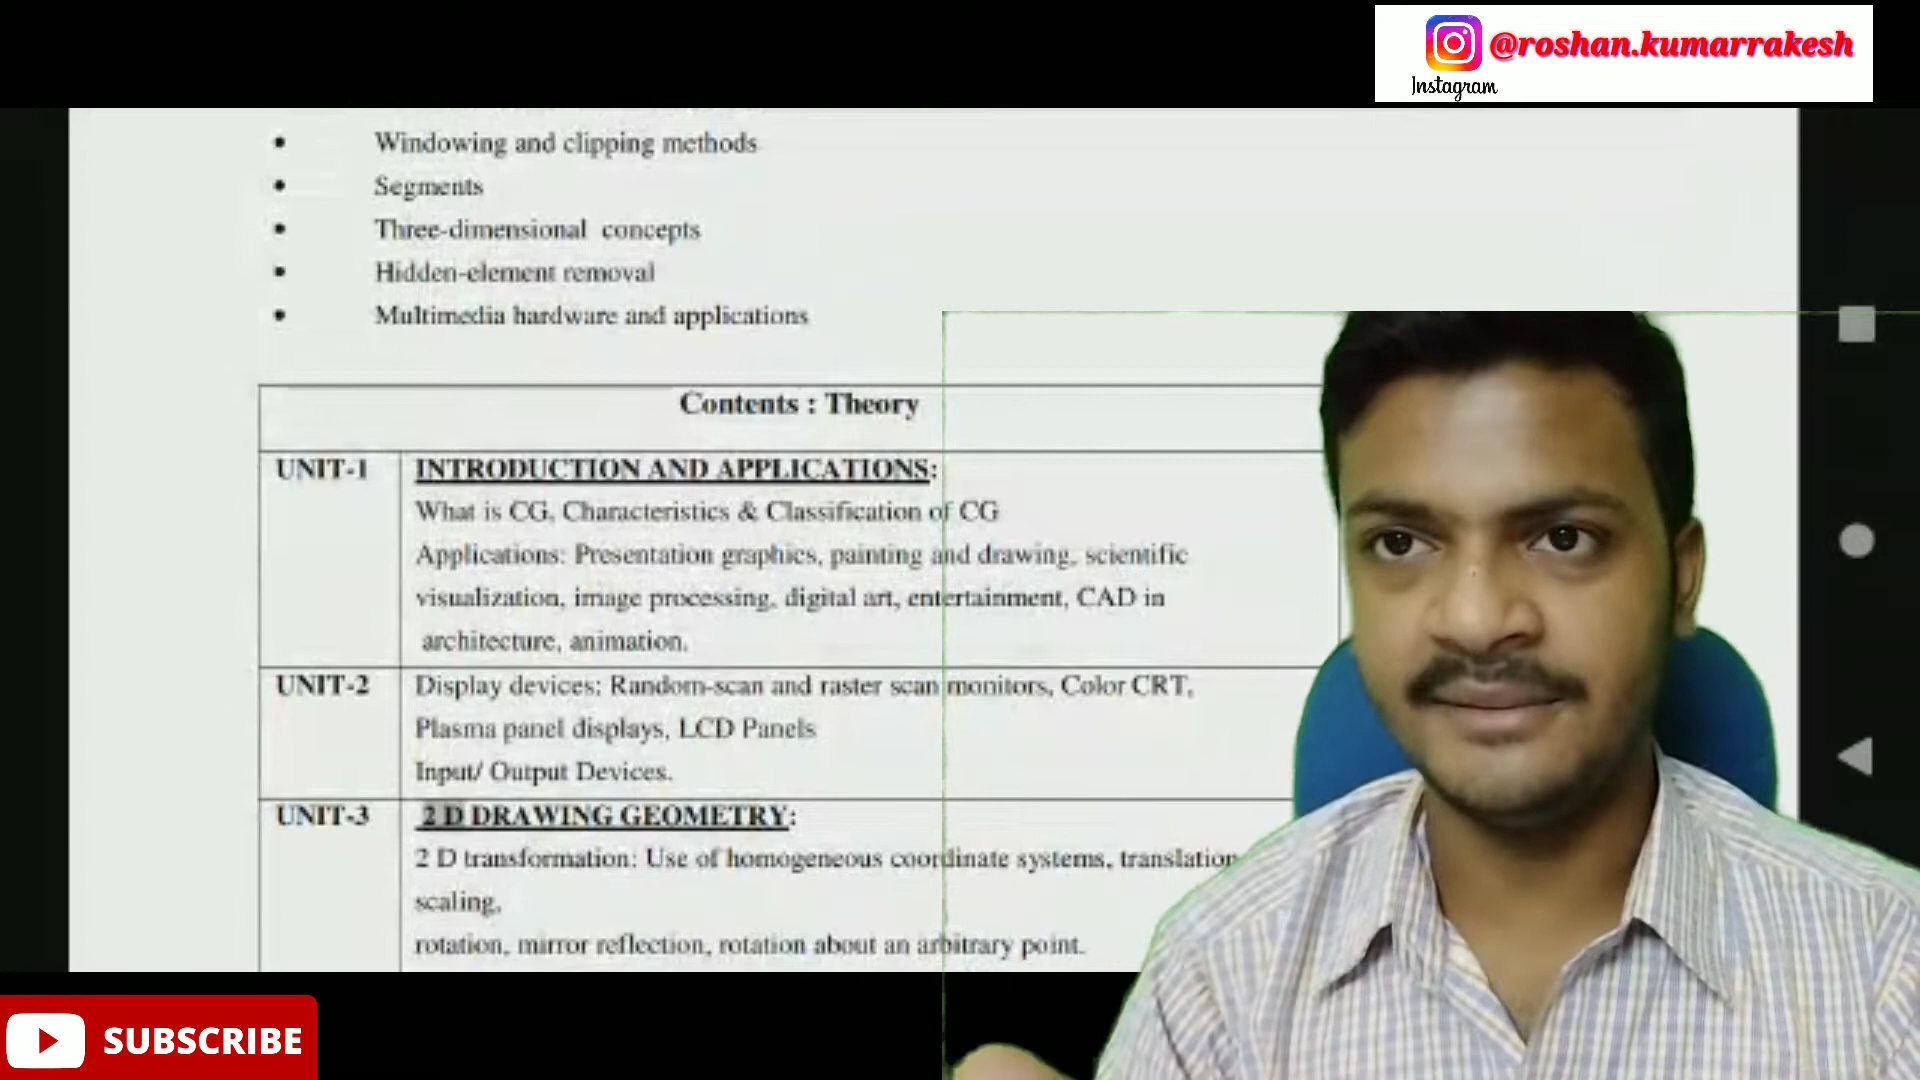 @roshan.kumarrakesh
Instagram
• Windowing and clipping methods
• Segments
• Three-dimensional concepts
• Hidden-element removal
• Multimedia hardware and applications
Contents : Theory
UNIT-1 INTRODUCTION AND APPLICATIONS:
What is CG, Characteristics & Classification of CG
Applications: Presentation graphics, painting and drawing, scientific
visualization, image processing, digital art, entertainment, CAD in
architecture, animation.
UNIT-2 Display devices: Random-scan and raster scan monitors, Color CRT,
Plasma panel displays, LCD Panels
Input/ Output Devices.
UNIT-3 2 D DRAWING GEOMETRY:
2 D transformation: Use of homogeneous coordinate systems, translation
scaling,
rotation, mirror reflection, rotation about an arbitrary point.
SUBSCRIBE